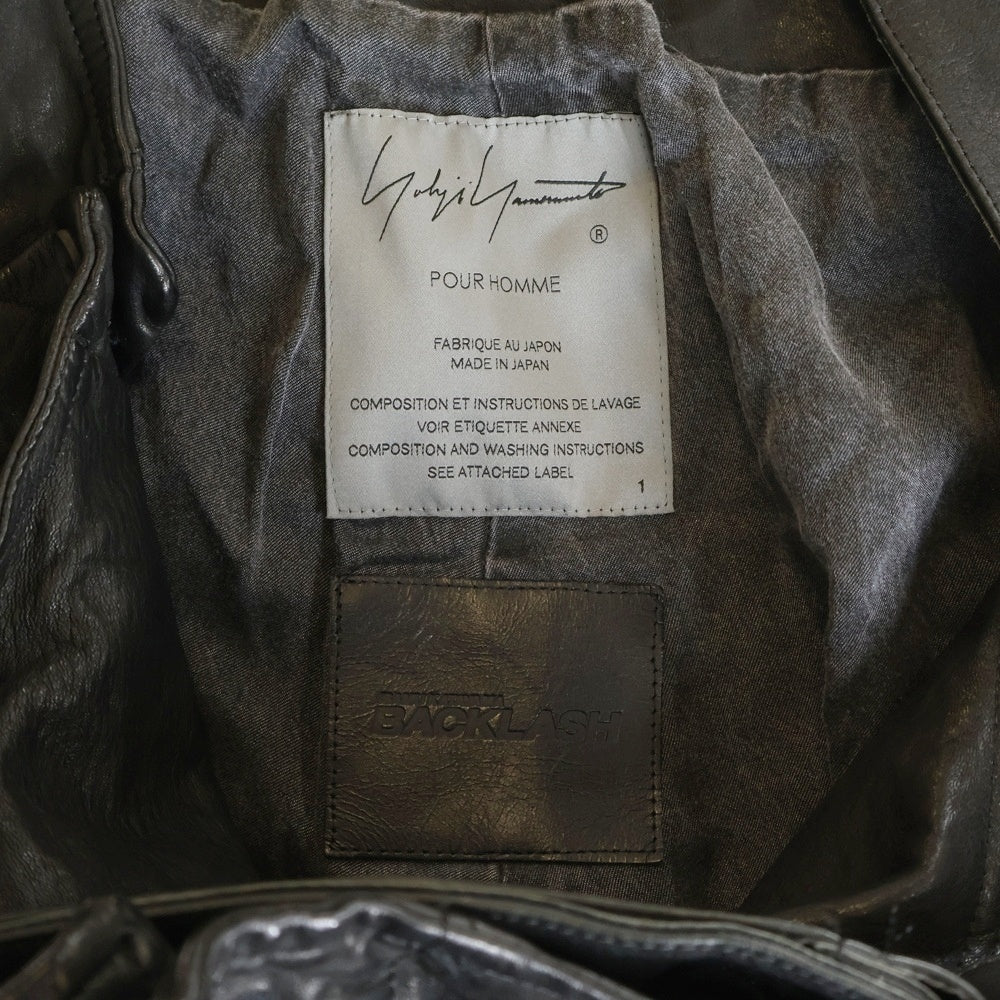 Yohji Yamamoto
®
POUR HOMME
FABRIQUE AU JAPON
MADE IN JAPAN
COMPOSITION ET INSTRUCTIONS DE LAVAGE
VOIR ETIQUETTE ANNEXE
COMPOSITION AND WASHING INSTRUCTIONS
SEE ATTACHED LABEL
1
BACKLASH